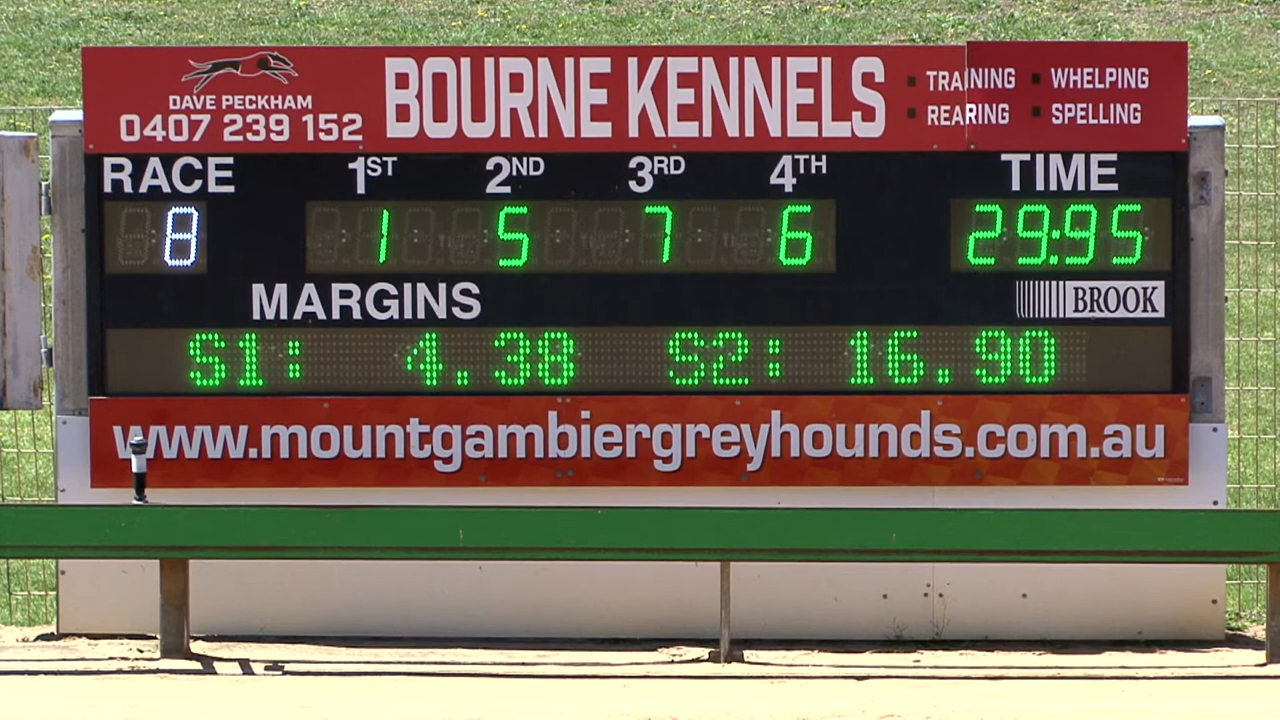 BOURNE KENNELS
DAVE PECKHAM
0407 239 152
TRAINING WHELPING
REARING SPELLING
RACE 1ST 2ND 3RD 4TH TIME
8 1 5 7 6 29:95
MARGINS BROOK
S1: 4.38 S2: 16.90
www.mountgambiergreyhounds.com.au